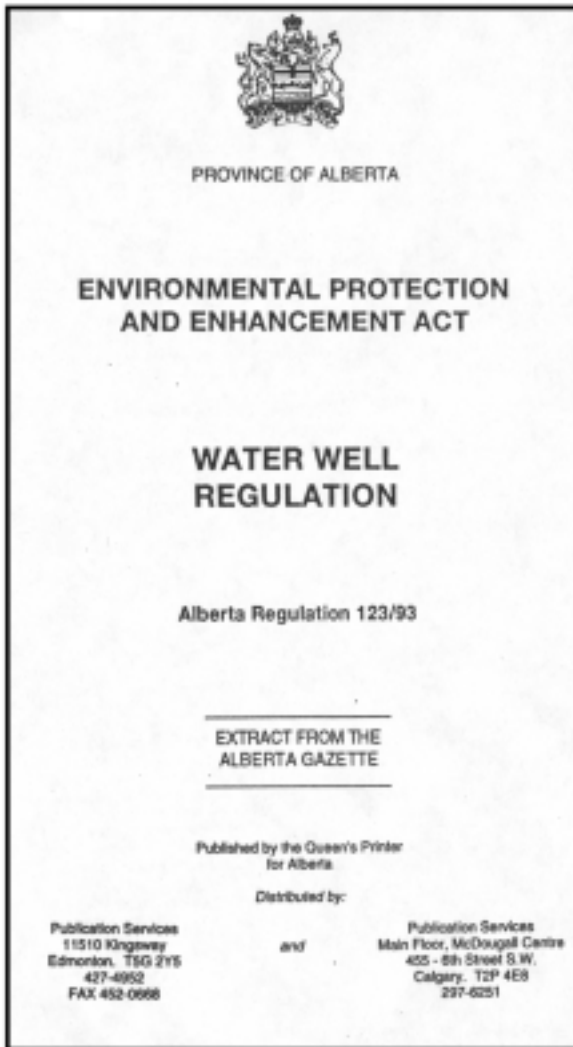 PROVINCE OF ALBERTA
ENVIRONMENTAL PROTECTION
AND ENHANCEMENT ACT
WATER WELL
REGULATION
Alberta Regulation 123/93
EXTRACT FROM THE
ALBERTA GAZETTE
Published by the Queen's Printer
for Alberta
Distributed by:
Publication Services
11510 Kingsway
Edmonton. T5G 2Y5
427-4952
FAX 452-0668
and
Publication Services
Main Floor, McDougall Centre
455 - 6th Street S.W.
Calgary. T2P 4E8
297-6251